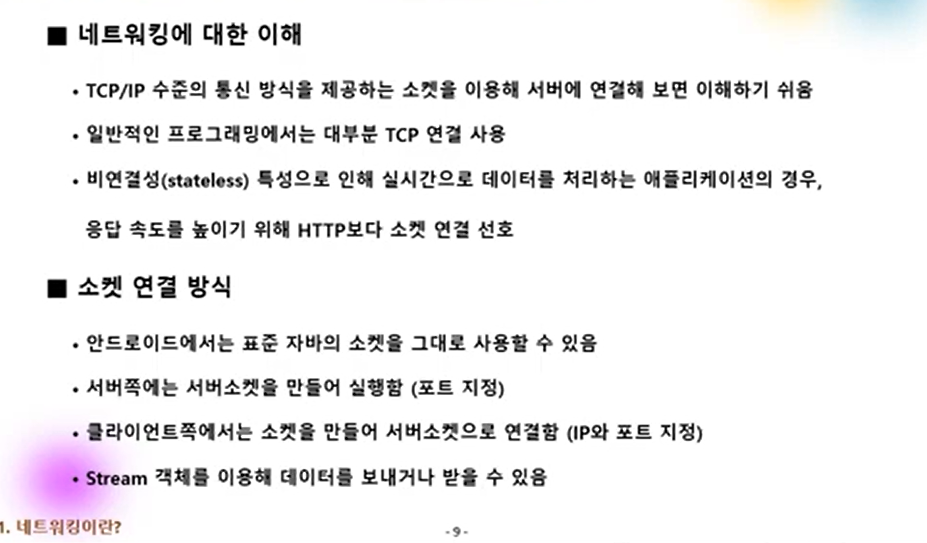 ■ 네트워킹에 대한 이해
• TCP/IP 수준의 통신 방식을 제공하는 소켓을 이용해 서버에 연결해 보면 이해하기 쉬움
• 일반적인 프로그래밍에서는 대부분 TCP 연결 사용
• 비연결성(stateless) 특성으로 인해 실시간으로 데이터를 처리하는 애플리케이션의 경우,
응답 속도를 높이기 위해 HTTP보다 소켓 연결 선호
■ 소켓 연결 방식
• 안드로이드에서는 표준 자바의 소켓을 그대로 사용할 수 있음
• 서버쪽에는 서버소켓을 만들어 실행함 (포트 지정)
• 클라이언트쪽에서는 소켓을 만들어 서버소켓으로 연결함 (IP와 포트 지정)
• Stream 객체를 이용해 데이터를 보내거나 받을 수 있음
1. 네트워킹이란?
- 9 -